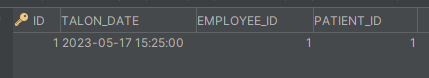 ID TALON_DATE EMPLOYEE_ID PATIENT_ID
1 2023-05-17 15:25:00 1 1